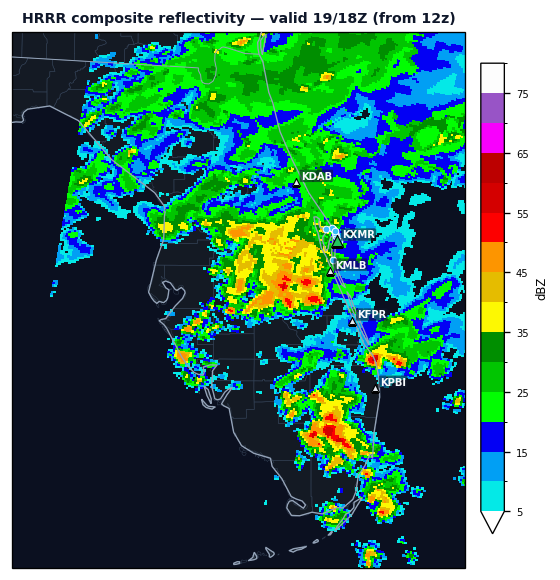 HRRR composite reflectivity — valid 19/18Z (from 12z)
KDAB
KXMR
KMLB
KFPR
KPBI
75
65
55
45
35
25
15
5
dBZ